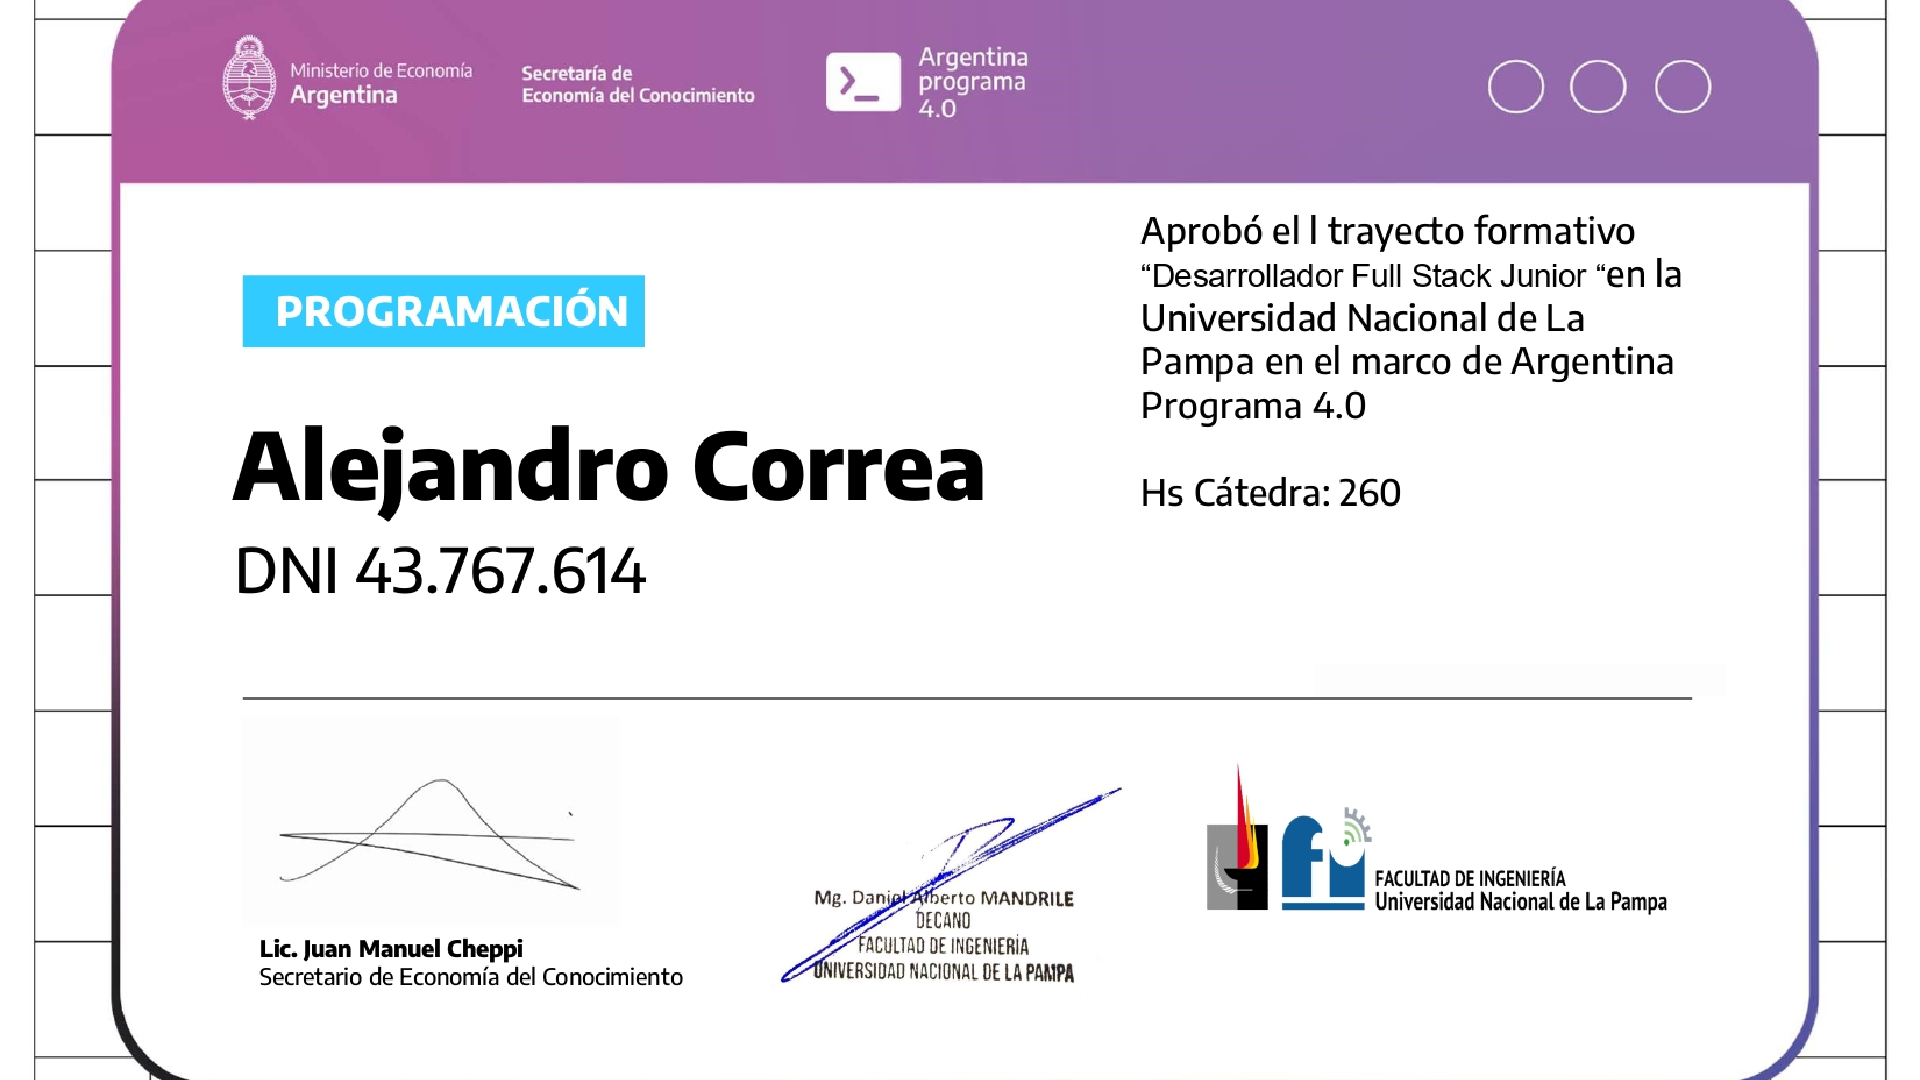 Ministerio de Economía
Argentina
Secretaría de
Economía del Conocimiento
Argentina
programa
4.0
PROGRAMACIÓN
Alejandro Correa
DNI 43.767.614
Aprobó el l trayecto formativo
“Desarrollador Full Stack Junior “en la
Universidad Nacional de La
Pampa en el marco de Argentina
Programa 4.0
Hs Cátedra: 260
Lic. Juan Manuel Cheppi
Secretario de Economía del Conocimiento
Mg. Daniel Alberto MANDRILE
DECANO
FACULTAD DE INGENIERÍA
UNIVERSIDAD NACIONAL DE LA PAMPA
FACULTAD DE INGENIERÍA
Universidad Nacional de La Pampa